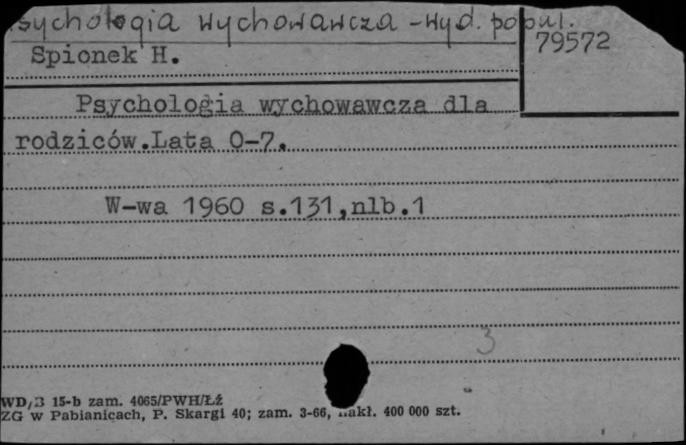 sychologia wychowawcza - wyd. popul.
79572
Spionek H.
Psychologia wychowawcza dla
rodziców.Lata 0-7.
W-wa 1960 s.131,nlb.1
3
WD/3 15-b zam. 4065/PWH/Łź
ZG w Pabianicach, P. Skargi 40; zam. 3-66, nakł. 400 000 szt.